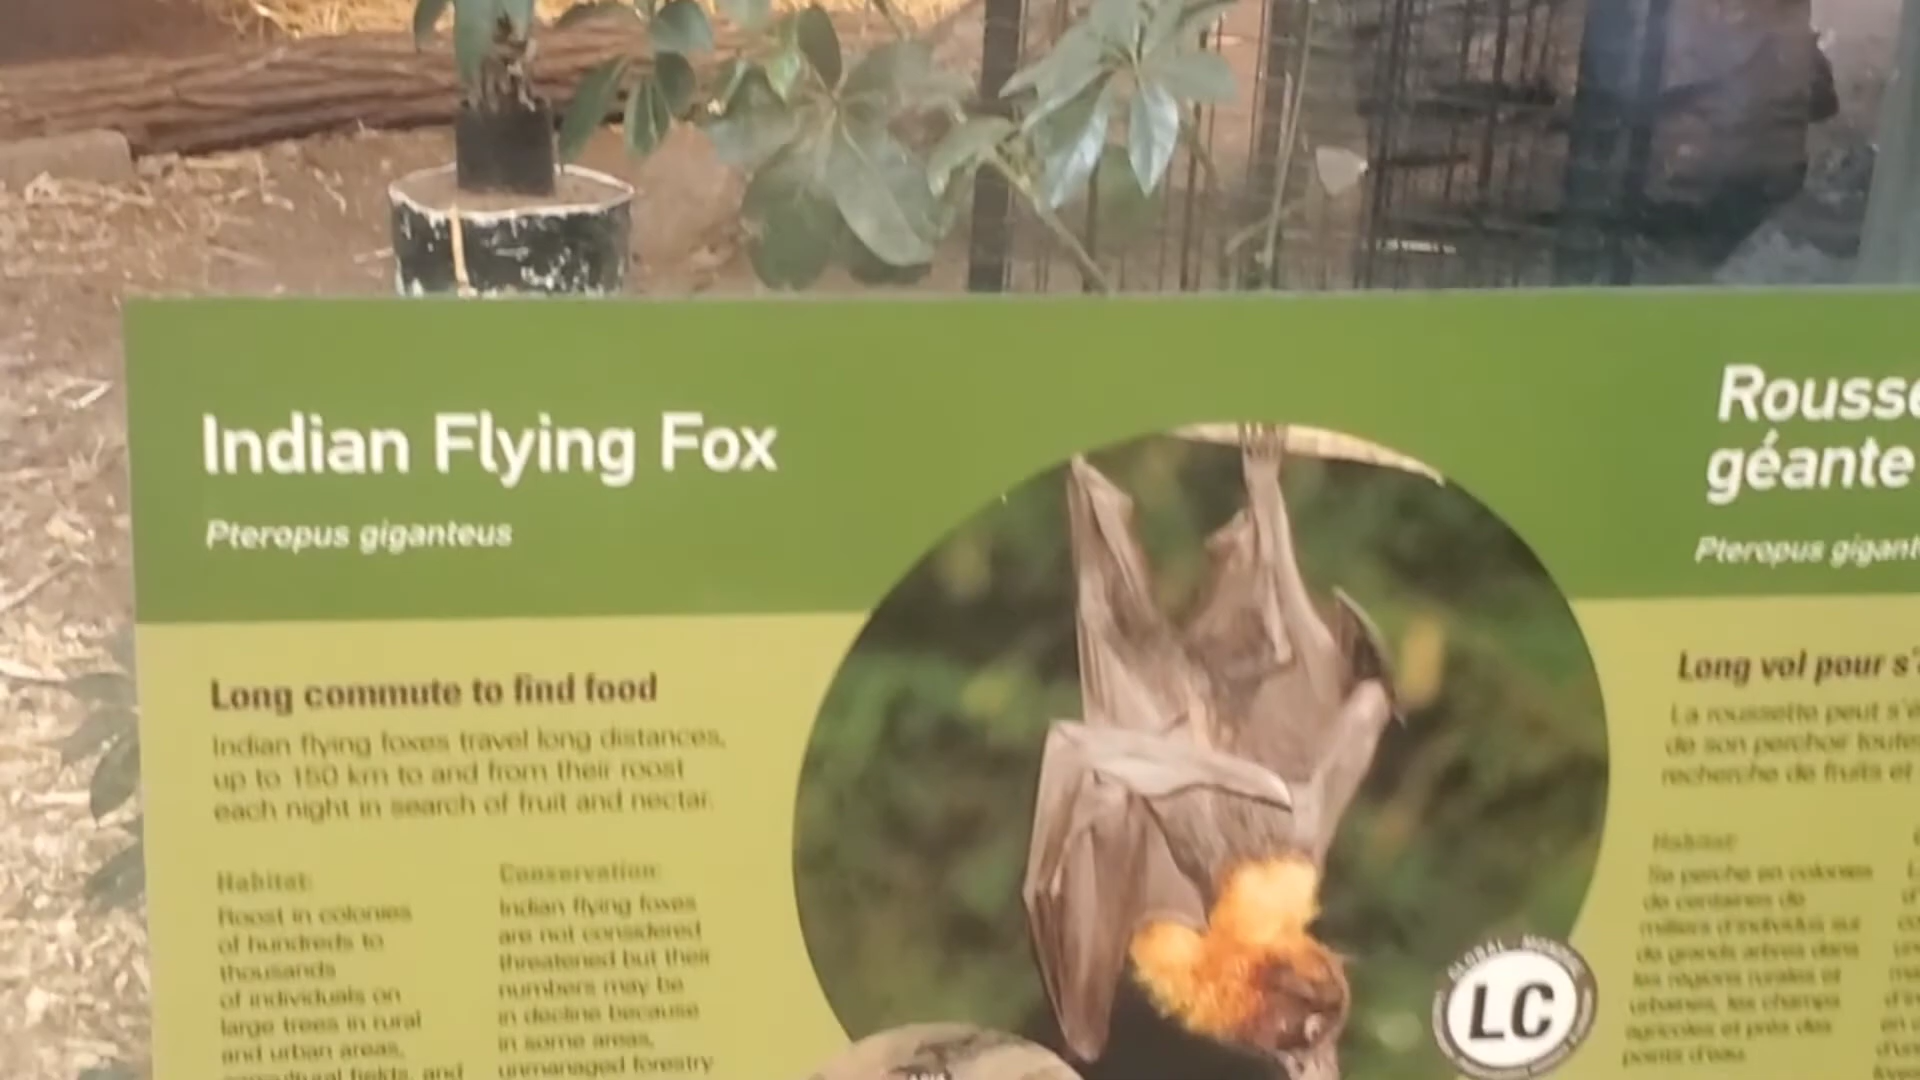 Indian Flying Fox
Pteropus giganteus
Long commute to find food
Indian flying foxes travel long distances,
up to 150 km to and from their roost
each night in search of fruit and nectar.
Habitat:
Roost in colonies
of hundreds to
thousands
of individuals on
large trees in rural
and urban areas,
agricultural fields, and
Conservation:
Indian flying foxes
are not considered
threatened but their
numbers may be
in decline because
in some areas,
unmanaged forestry
GLOBAL
LC
ASIA
Rousse
géante
Pteropus gigant
Long vol pour s'
La roussette peut s'é
de son perchoir toute
recherche de fruits et
Habitat:
Se perche en colonies
de centaines de
milliers d'individus sur
de grands arbres dans
les régions rurales et
urbaines, les champs
agricoles et près des
points d'eau.